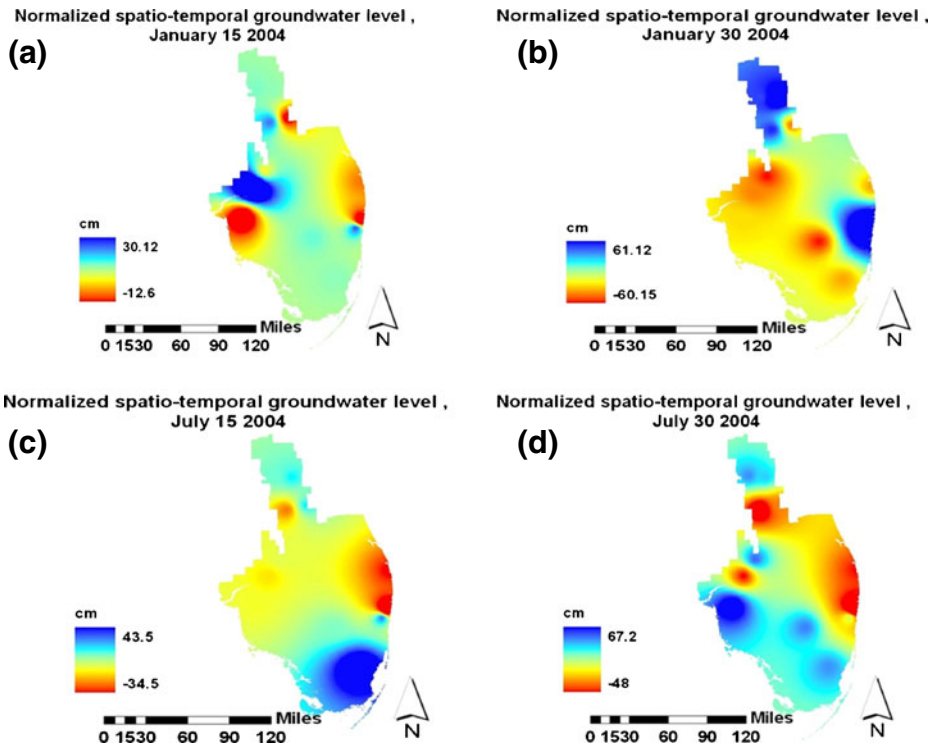 Normalized spatio-temporal groundwater level ,
January 15 2004
(a)
cm
30.12
-12.6
Miles
0 1530 60 90 120
N
Normalized spatio-temporal groundwater level ,
January 30 2004
(b)
cm
61.12
-60.15
Miles
0 1530 60 90 120
N
Normalized spatio-temporal groundwater level ,
July 15 2004
(c)
cm
43.5
-34.5
Miles
0 1530 60 90 120
N
Normalized spatio-temporal groundwater level ,
July 30 2004
(d)
cm
67.2
-48
Miles
0 1530 60 90 120
N